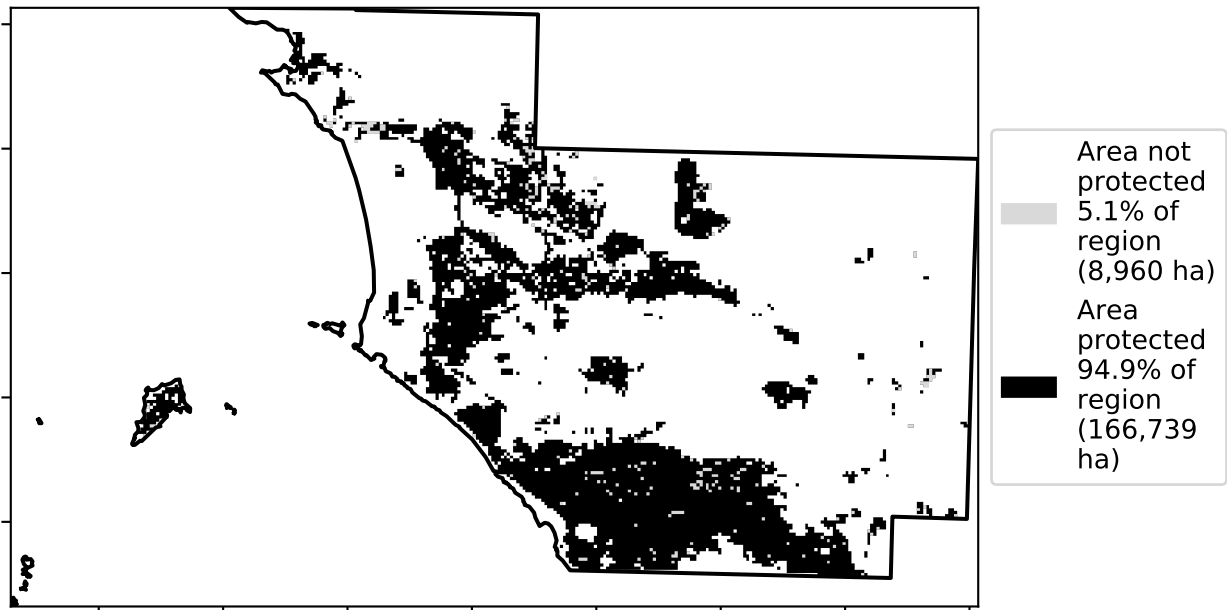 Area not
protected
5.1% of
region
(8,960 ha)
Area
protected
94.9% of
region
(166,739
ha)